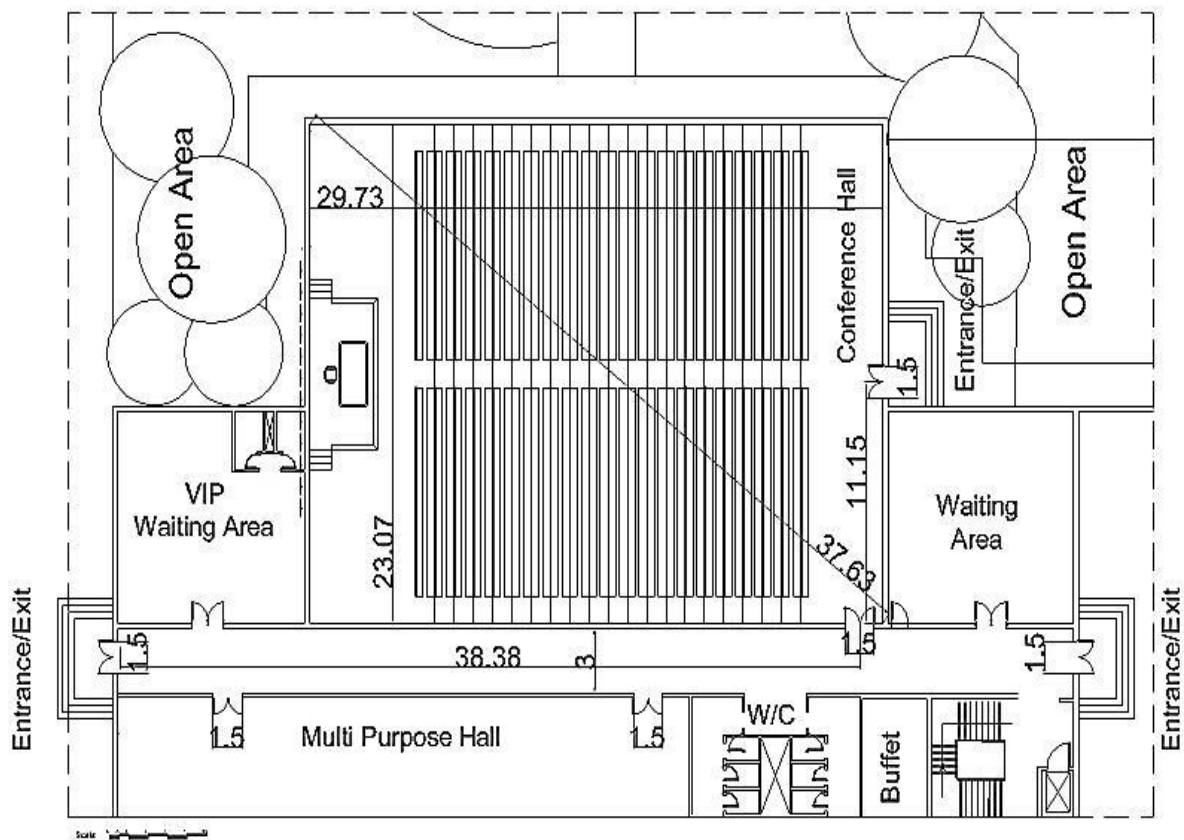 Open Area
29.73
Conference Hall
Entrance/Exit
Open Area
1.5
11.15
VIP
Waiting Area
23.07
Waiting
Area
37.63
Entrance/Exit
1.5
38.38
3
1.5
1.5
Entrance/Exit
1.5
Multi Purpose Hall
1.5
W/C
Buffet
Scale